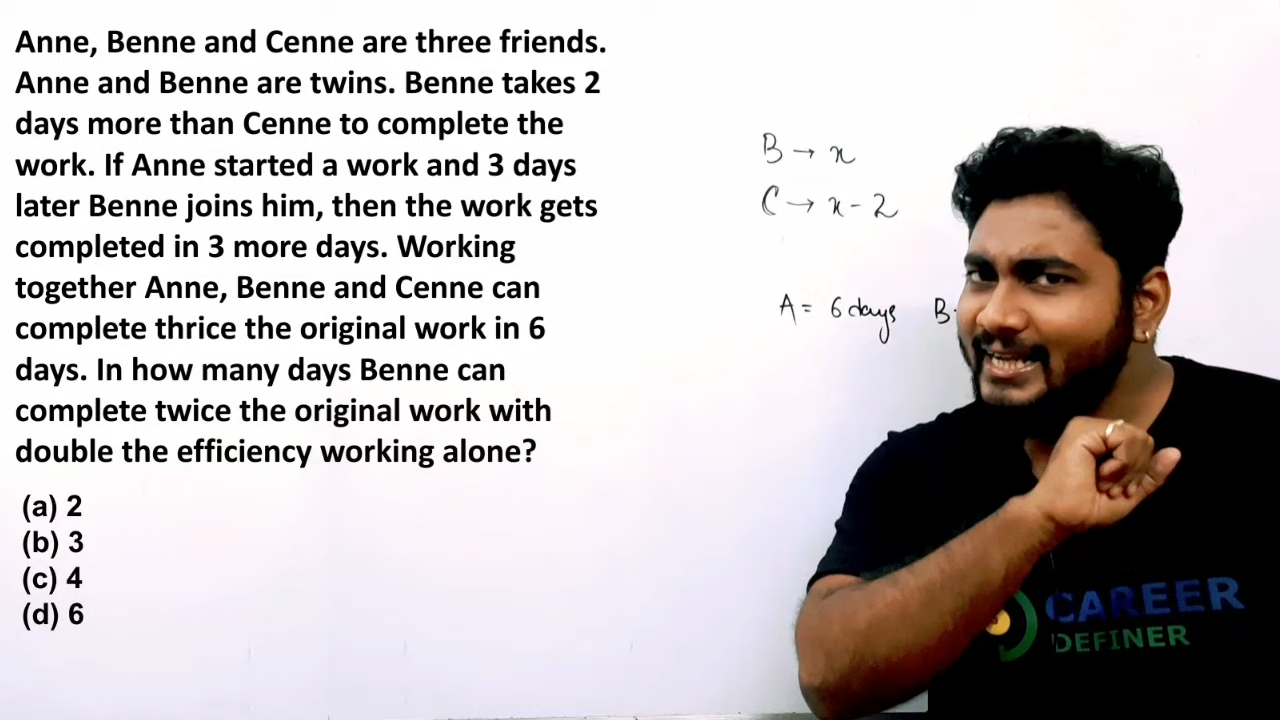 Anne, Benne and Cenne are three friends.
Anne and Benne are twins. Benne takes 2
days more than Cenne to complete the
work. If Anne started a work and 3 days
later Benne joins him, then the work gets
completed in 3 more days. Working
together Anne, Benne and Cenne can
complete thrice the original work in 6
days. In how many days Benne can
complete twice the original work with
double the efficiency working alone?
(a) 2
(b) 3
(c) 4
(d) 6
B → x
C → x - 2
A = 6 days B
CAREER
DEFINER